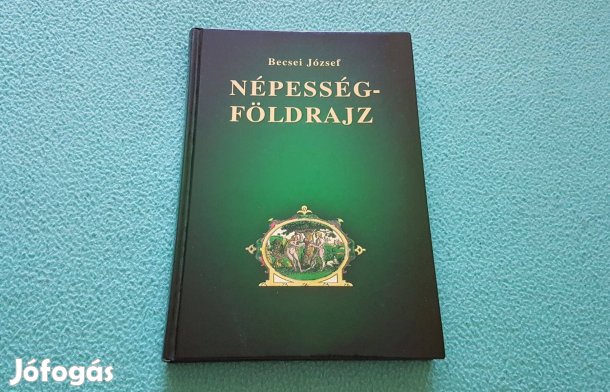 Becsei József
NÉPESSÉG-
FÖLDRAJZ
Jófogás